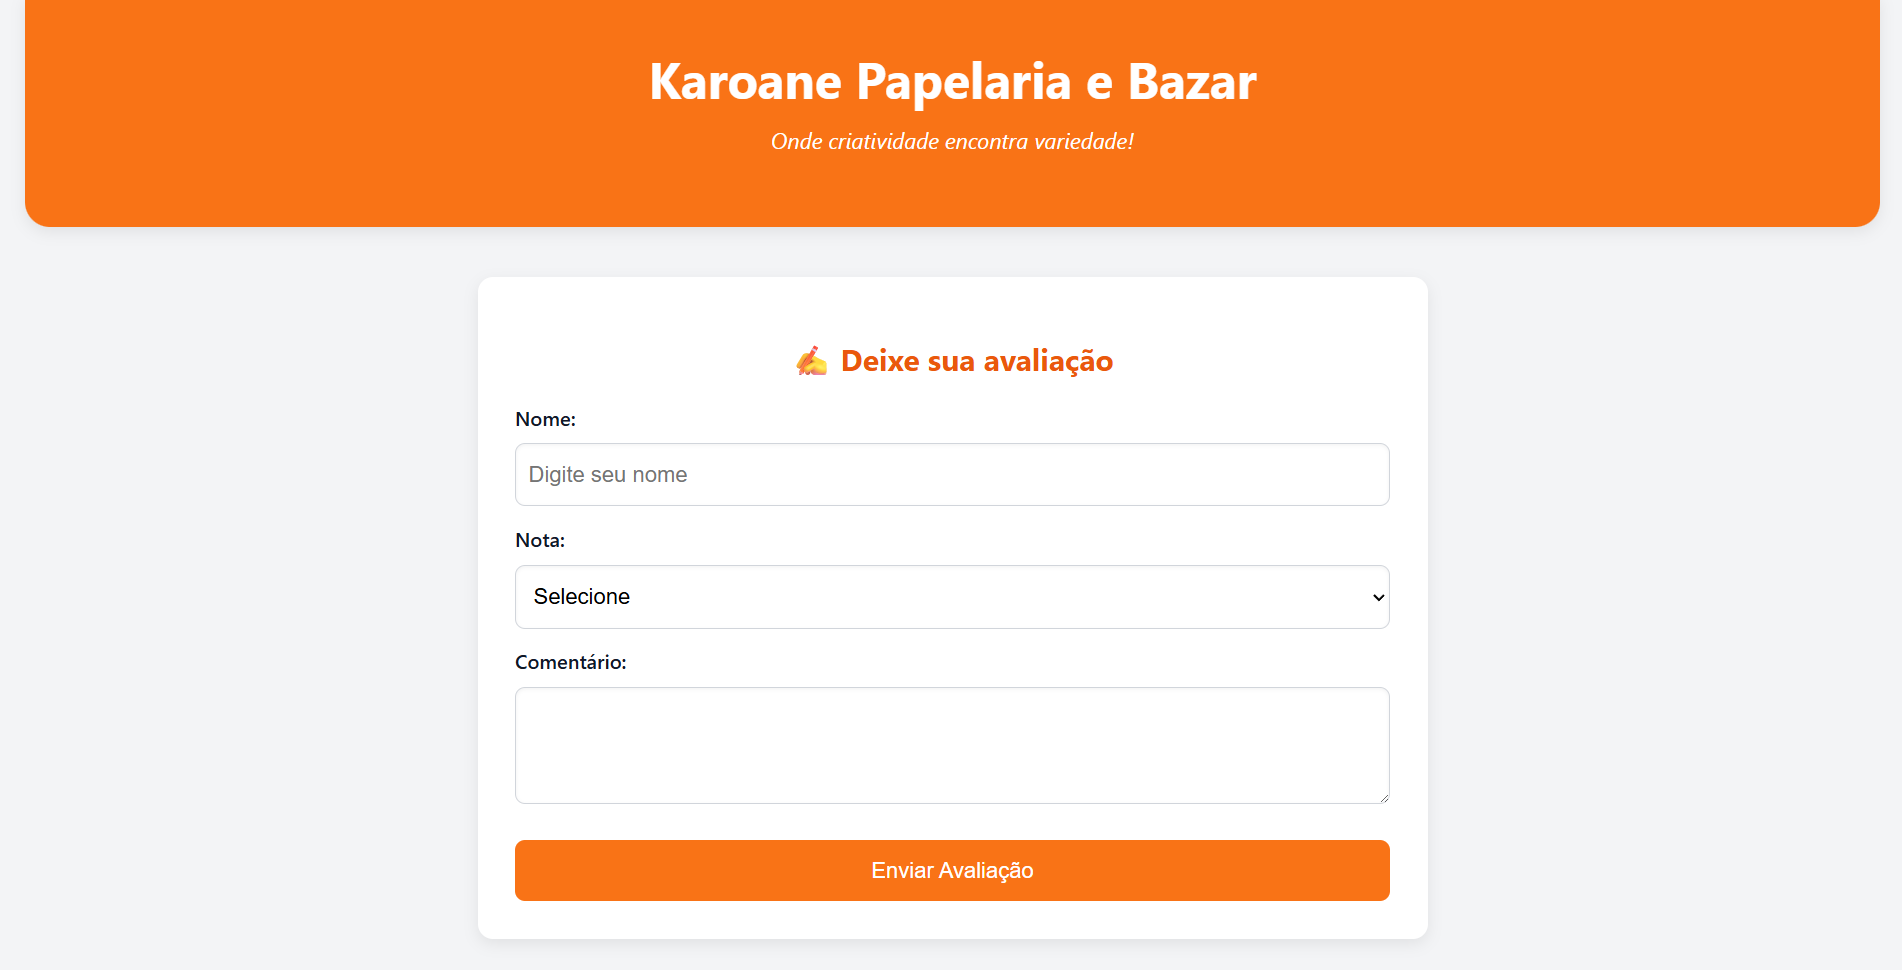 Karoane Papelaria e Bazar
Onde criatividade encontra variedade!
✍ Deixe sua avaliação
Nome:
Digite seu nome
Nota:
Selecione
Comentário:
Enviar Avaliação